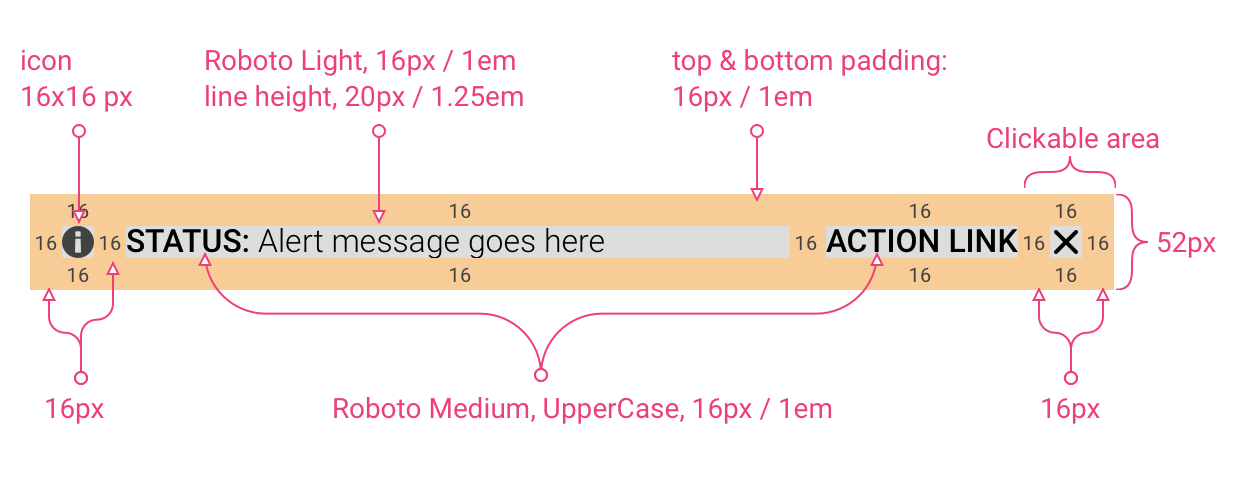 icon
16x16 px
Roboto Light, 16px / 1em
line height, 20px / 1.25em
top & bottom padding:
16px / 1em
Clickable area
16 16 16 16
16 STATUS: Alert message goes here 16 ACTION LINK 16 16
52px
16 16 16 16
16px
Roboto Medium, UpperCase, 16px / 1em
16px